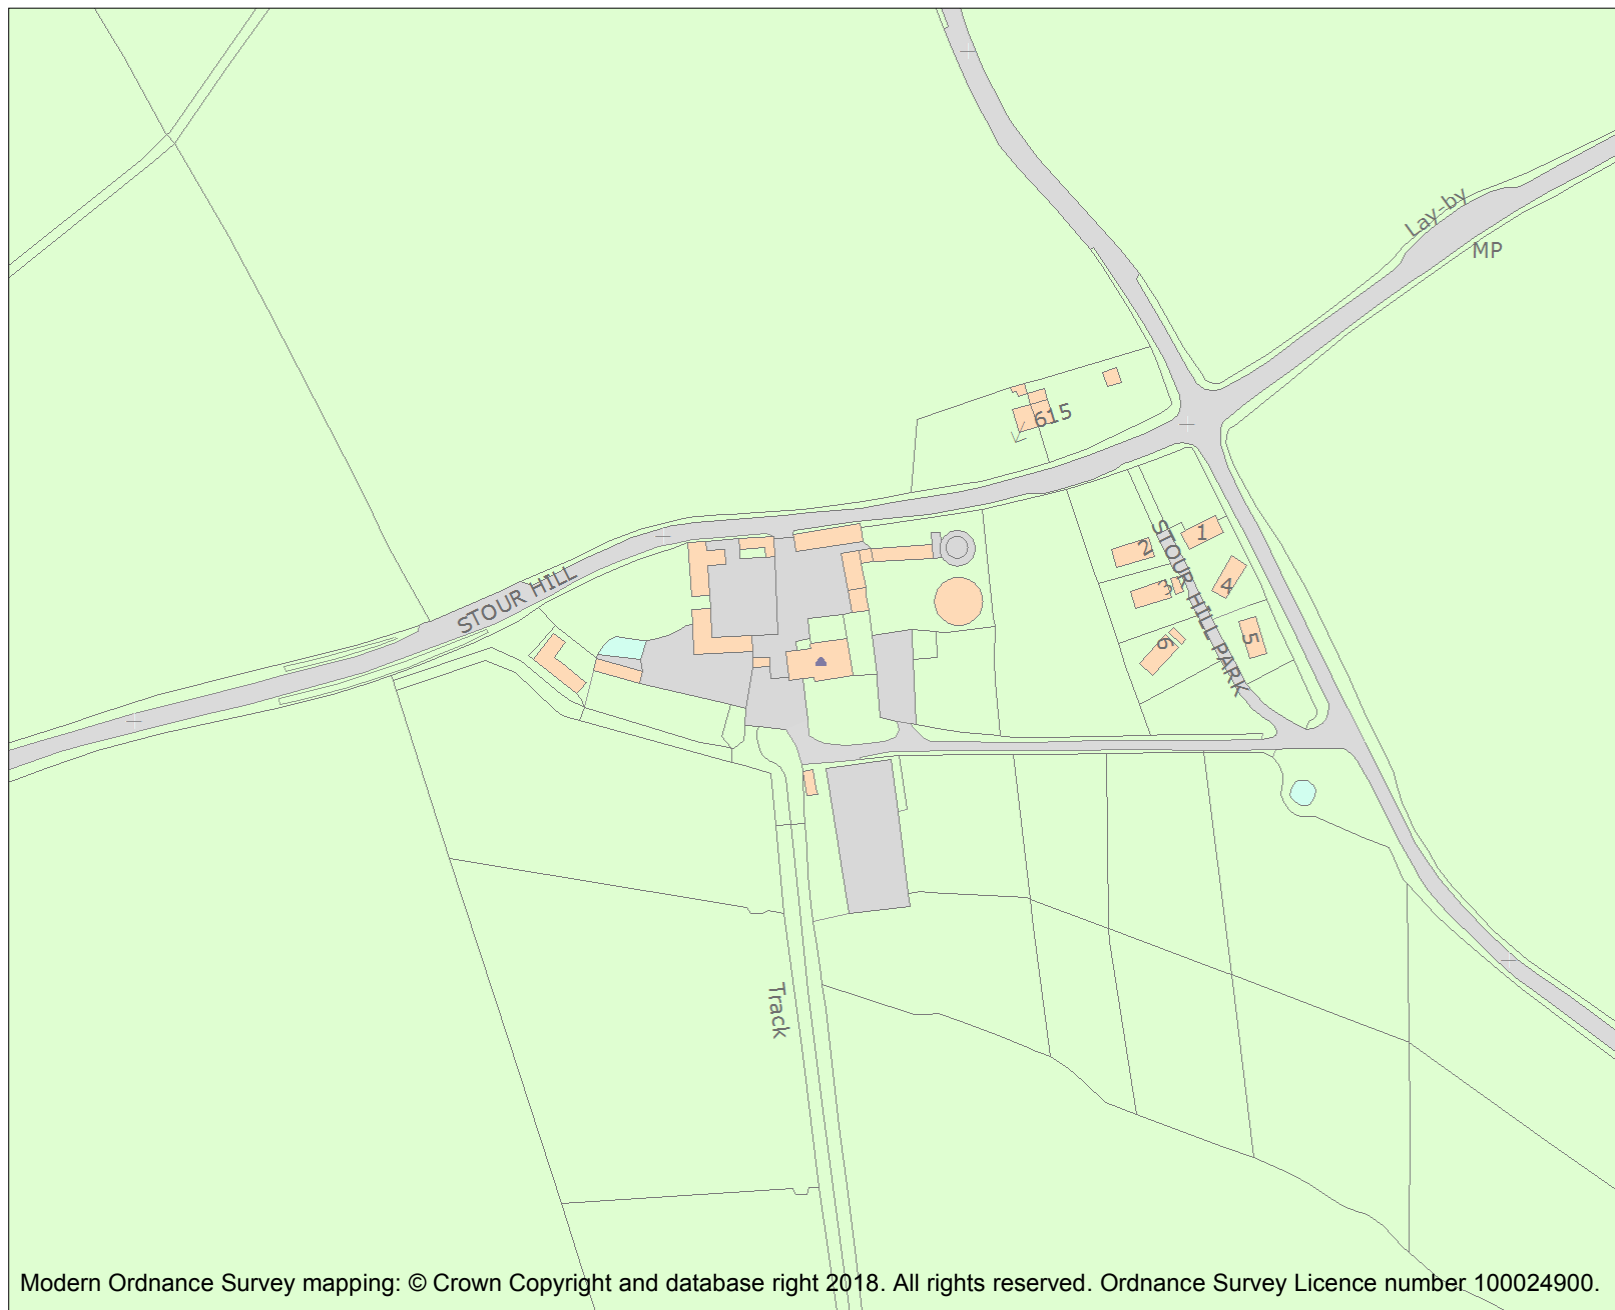 Lay-by
MP
615
STOUR HILL
1
2
STOUR HILL PARK
3
4
5
6
Track
Modern Ordnance Survey mapping: © Crown Copyright and database right 2018. All rights reserved. Ordnance Survey Licence number 100024900.